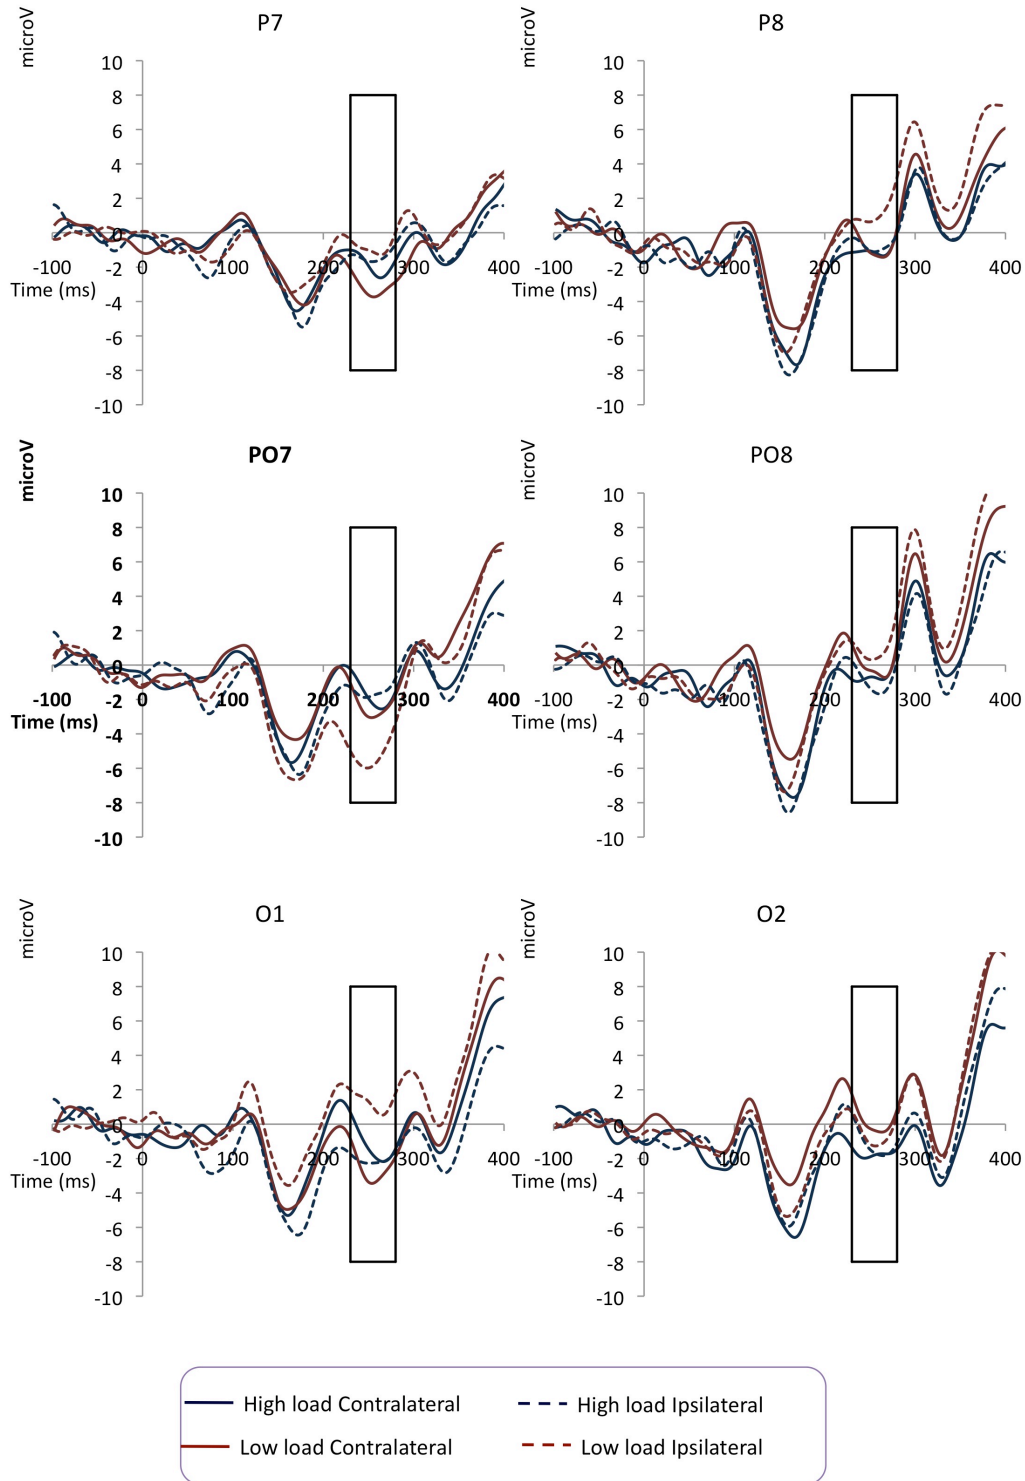 microV
P7
10
8
6
4
2
0
-2
-4
-6
-8
-10
-100 0 100 200 300 400
Time (ms)
microV
P8
10
8
6
4
2
0
-2
-4
-6
-8
-10
-100 0 100 200 300 400
Time (ms)
microV
PO7
10
8
6
4
2
0
-2
-4
-6
-8
-10
-100 0 100 200 300 400
Time (ms)
microV
PO8
10
8
6
4
2
0
-2
-4
-6
-8
-10
-100 0 100 200 300 400
Time (ms)
microV
O1
10
8
6
4
2
0
-2
-4
-6
-8
-10
-100 0 100 200 300 400
Time (ms)
microV
O2
10
8
6
4
2
0
-2
-4
-6
-8
-10
-100 0 100 200 300 400
Time (ms)
High load Contralateral
High load Ipsilateral
Low load Contralateral
Low load Ipsilateral